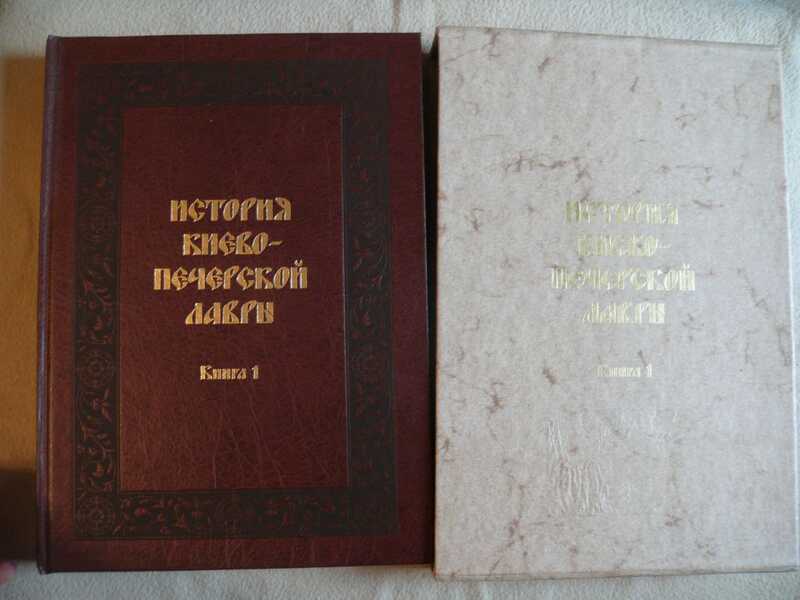 ИСТОРИЯ
КИЕВО-
ПЕЧЕРСКОЙ
ЛАВРЫ
Книга 1
ИСТОРИЯ
КИЕВО-
ПЕЧЕРСКОЙ
ЛАВРЫ
Книга 1